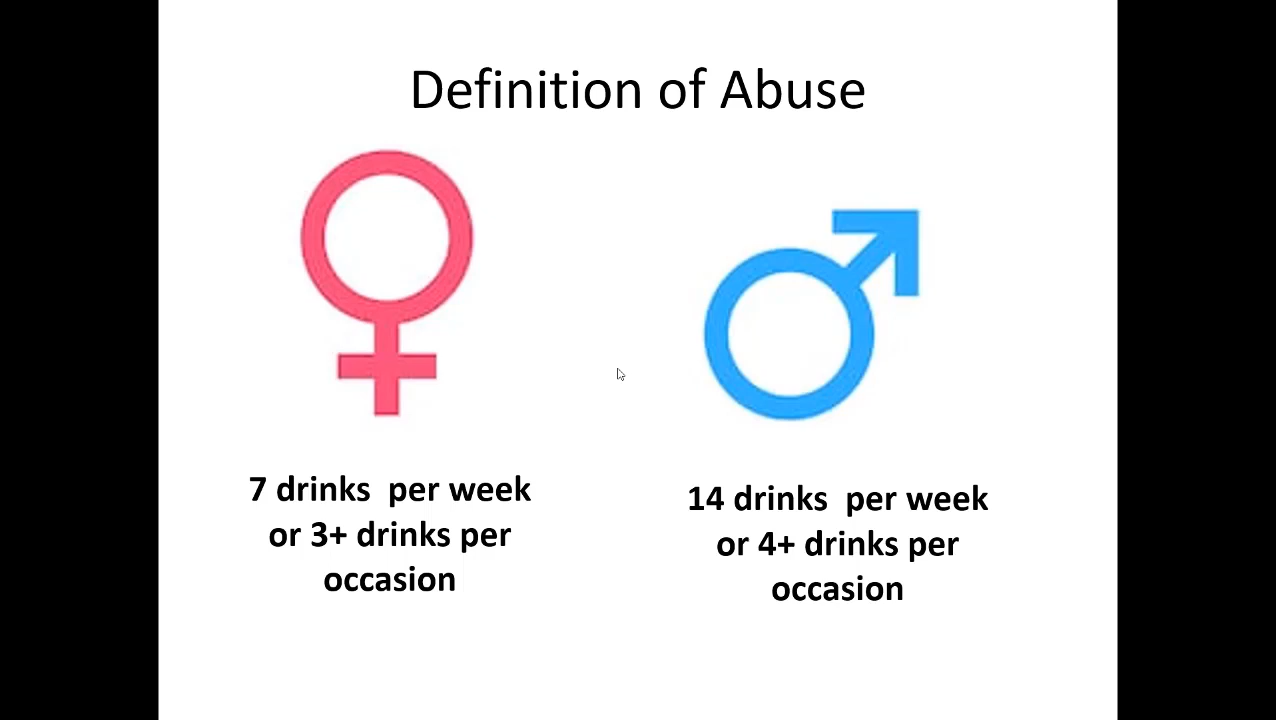 Definition of Abuse
7 drinks  per week
or 3+ drinks per
occasion
14 drinks  per week
or 4+ drinks per
occasion